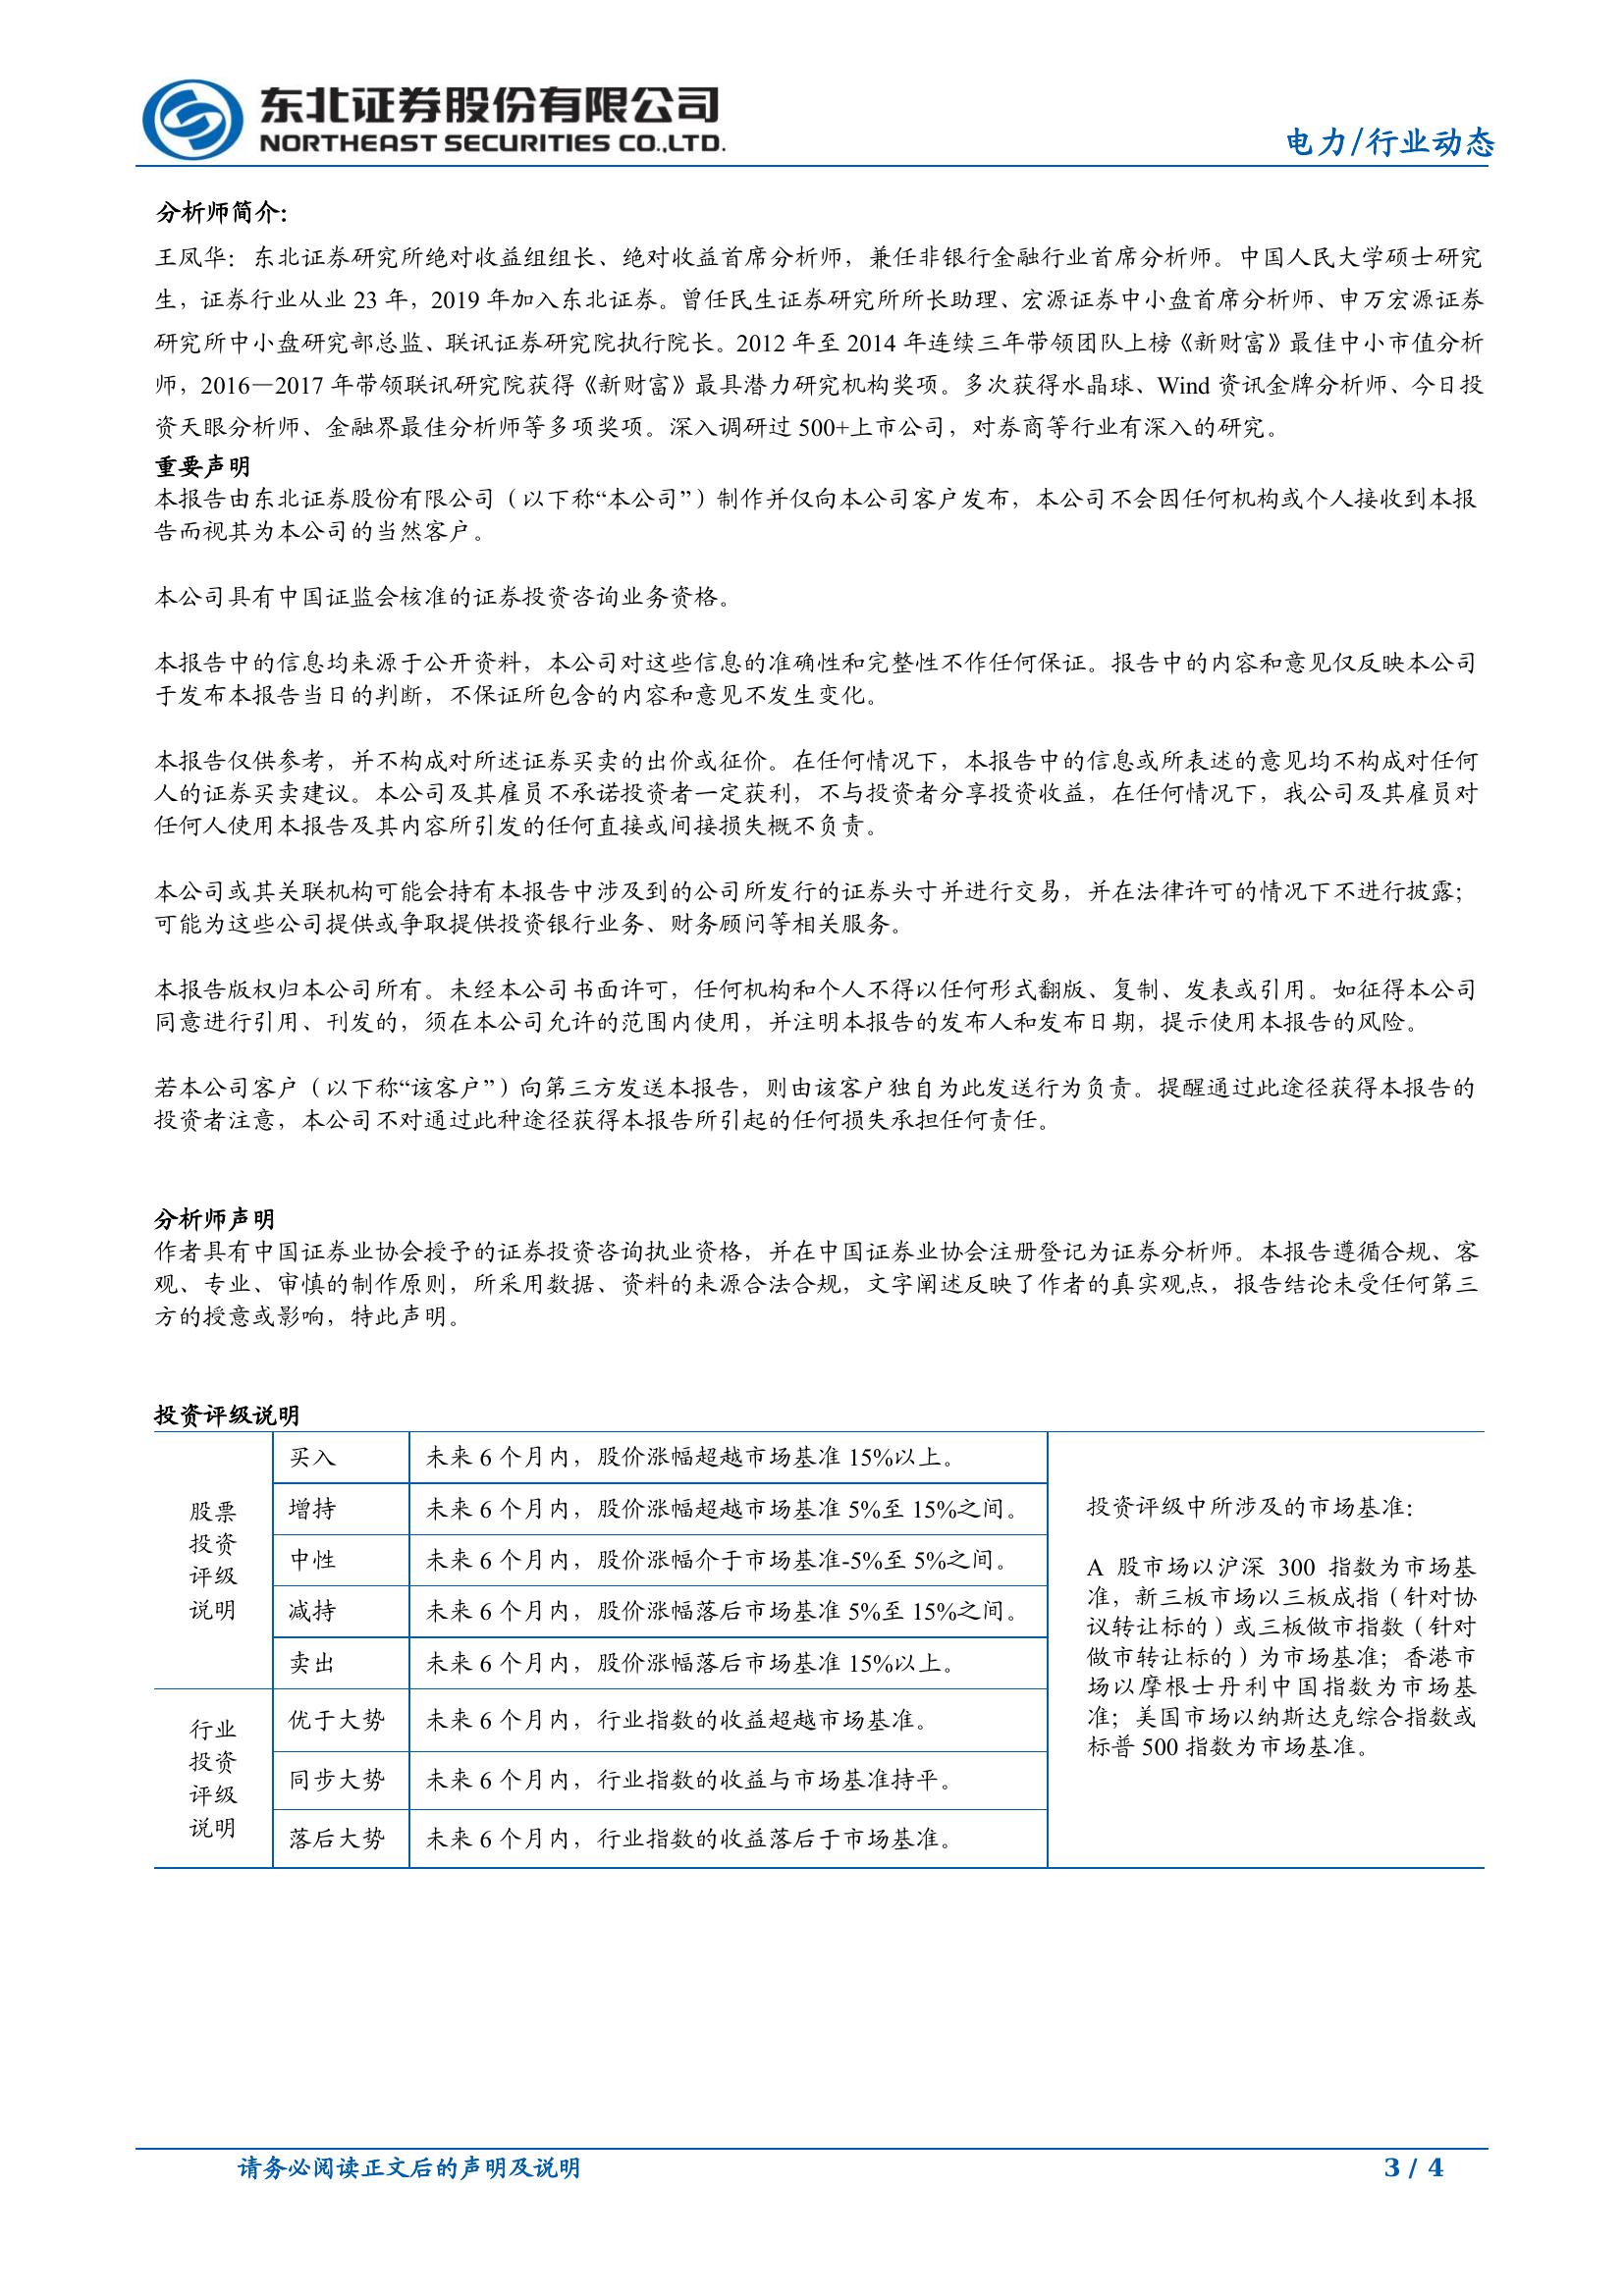 东北证券股份有限公司
NORTHEAST SECURITIES CO.,LTD.
电力/行业动态
分析师简介：
王凤华：东北证券研究所绝对收益组组长、绝对收益首席分析师，兼任非银行金融行业首席分析师。中国人民大学硕士研究
生，证券行业从业 23 年，2019 年加入东北证券。曾任民生证券研究所所长助理、宏源证券中小盘首席分析师、申万宏源证券
研究所中小盘研究部总监、联讯证券研究院执行院长。2012 年至 2014 年连续三年带领团队上榜《新财富》最佳中小市值分析
师，2016—2017 年带领联讯研究院获得《新财富》最具潜力研究机构奖项。多次获得水晶球、Wind 资讯金牌分析师、今日投
资天眼分析师、金融界最佳分析师等多项奖项。深入调研过 500+上市公司，对券商等行业有深入的研究。
重要声明
本报告由东北证券股份有限公司（以下称“本公司”）制作并仅向本公司客户发布，本公司不会因任何机构或个人接收到本报
告而视其为本公司的当然客户。
本公司具有中国证监会核准的证券投资咨询业务资格。
本报告中的信息均来源于公开资料，本公司对这些信息的准确性和完整性不作任何保证。报告中的内容和意见仅反映本公司
于发布本报告当日的判断，不保证所包含的内容和意见不发生变化。
本报告仅供参考，并不构成对所述证券买卖的出价或征价。在任何情况下，本报告中的信息或所表述的意见均不构成对任何
人的证券买卖建议。本公司及其雇员不承诺投资者一定获利，不与投资者分享投资收益，在任何情况下，我公司及其雇员对
任何人使用本报告及其内容所引发的任何直接或间接损失概不负责。
本公司或其关联机构可能会持有本报告中涉及到的公司所发行的证券头寸并进行交易，并在法律许可的情况下不进行披露；
可能为这些公司提供或争取提供投资银行业务、财务顾问等相关服务。
本报告版权归本公司所有。未经本公司书面许可，任何机构和个人不得以任何形式翻版、复制、发表或引用。如征得本公司
同意进行引用、刊发的，须在本公司允许的范围内使用，并注明本报告的发布人和发布日期，提示使用本报告的风险。
若本公司客户（以下称“该客户”）向第三方发送本报告，则由该客户独自为此发送行为负责。提醒通过此途径获得本报告的
投资者注意，本公司不对通过此种途径获得本报告所引起的任何损失承担任何责任。
分析师声明
作者具有中国证券业协会授予的证券投资咨询执业资格，并在中国证券业协会注册登记为证券分析师。本报告遵循合规、客
观、专业、审慎的制作原则，所采用数据、资料的来源合法合规，文字阐述反映了作者的真实观点，报告结论未受任何第三
方的授意或影响，特此声明。
投资评级说明
股票
投资
评级
说明
买入 未来 6 个月内，股价涨幅超越市场基准 15%以上。
增持 未来 6 个月内，股价涨幅超越市场基准 5%至 15%之间。
中性 未来 6 个月内，股价涨幅介于市场基准-5%至 5%之间。
减持 未来 6 个月内，股价涨幅落后市场基准 5%至 15%之间。
卖出 未来 6 个月内，股价涨幅落后市场基准 15%以上。
行业
投资
评级
说明
优于大势 未来 6 个月内，行业指数的收益超越市场基准。
同步大势 未来 6 个月内，行业指数的收益与市场基准持平。
落后大势 未来 6 个月内，行业指数的收益落后于市场基准。
投资评级中所涉及的市场基准：
A 股市场以沪深 300 指数为市场基
准，新三板市场以三板成指（针对协
议转让标的）或三板做市指数（针对
做市转让标的）为市场基准；香港市
场以摩根士丹利中国指数为市场基
准；美国市场以纳斯达克综合指数或
标普 500 指数为市场基准。
请务必阅读正文后的声明及说明
3 / 4